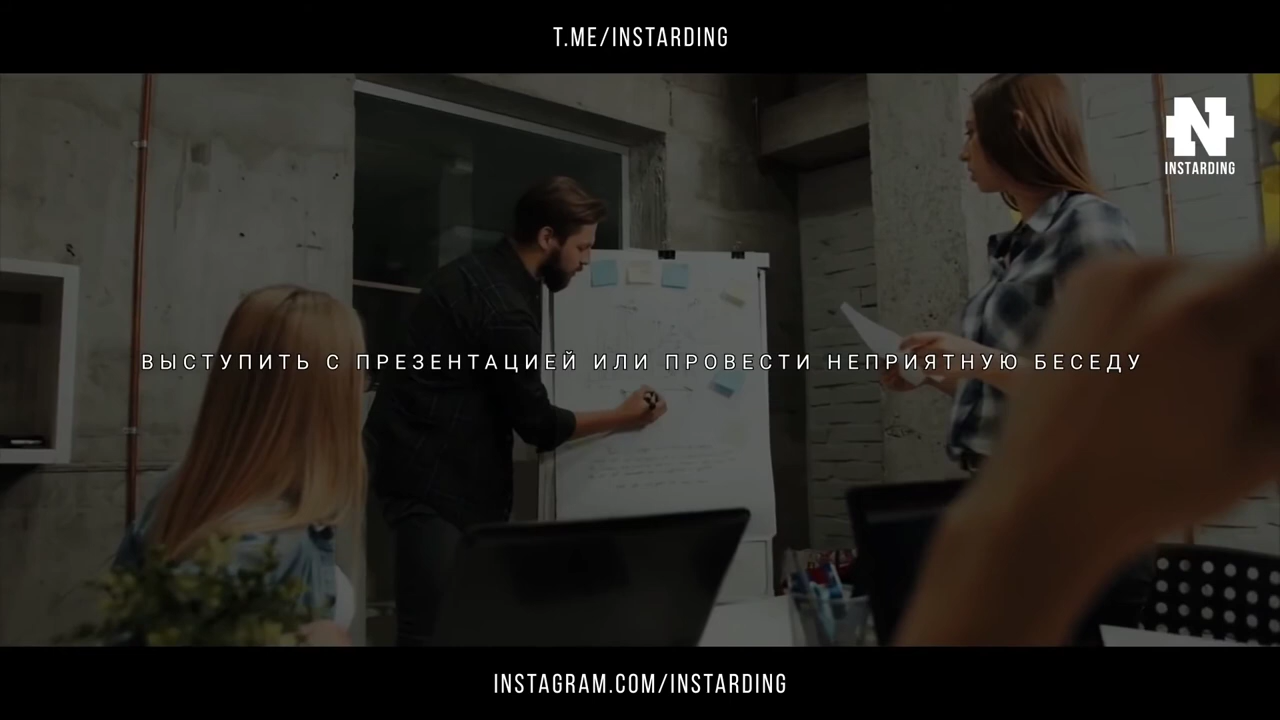 T.ME/INSTARDING
N
INSTARDING
ВЫСТУПИТЬ С ПРЕЗЕНТАЦИЕЙ ИЛИ ПРОВЕСТИ НЕПРИЯТНУЮ БЕСЕДУ
INSTAGRAM.COM/INSTARDING